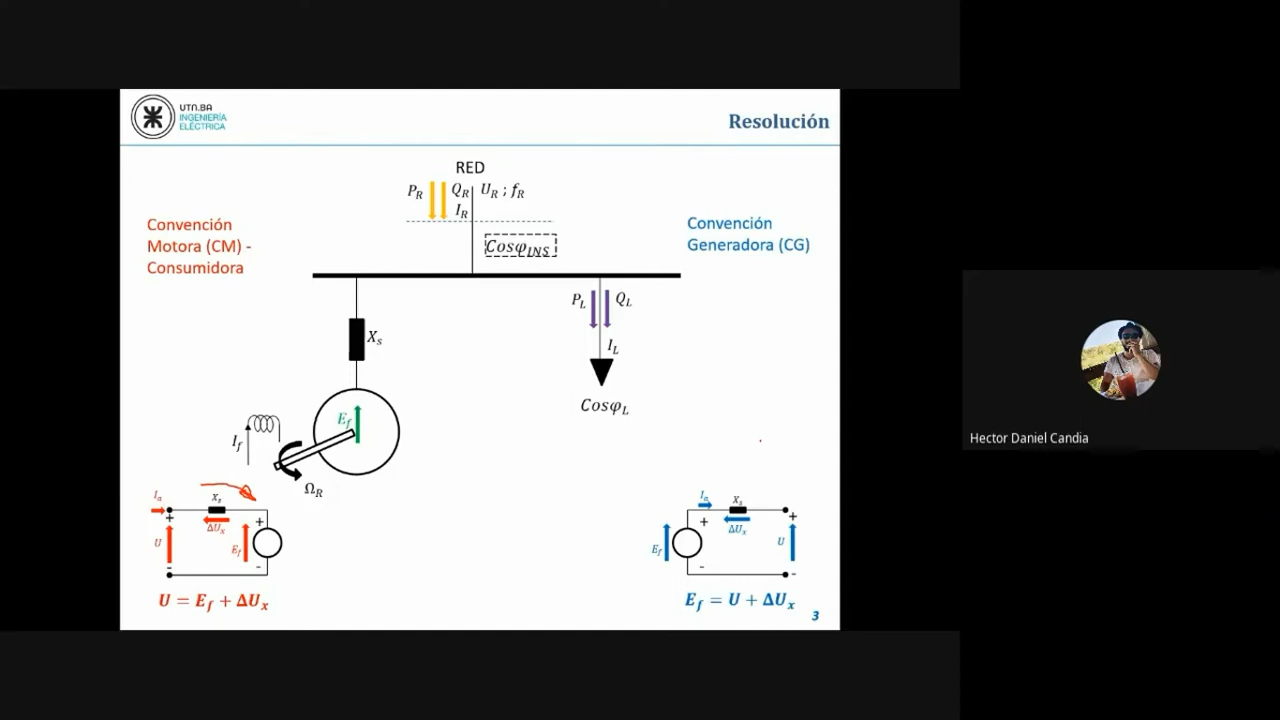 UTN.BA
INGENIERÍA
ELÉCTRICA
Resolución
RED
P_R Q_R U_R ; f_R
I_R
Cosφ_INS
Convención
Motora (CM) -
Consumidora
Convención
Generadora (CG)
P_L Q_L
I_L
Cosφ_L
X_s
E_f
I_f
Ω_R
I_a X_s
+ +
ΔU_x
U E_f
- -
U = E_f + ΔU_x
I_a X_s
+ +
ΔU_x
E_f U
- -
E_f = U + ΔU_x
3
Hector Daniel Candia